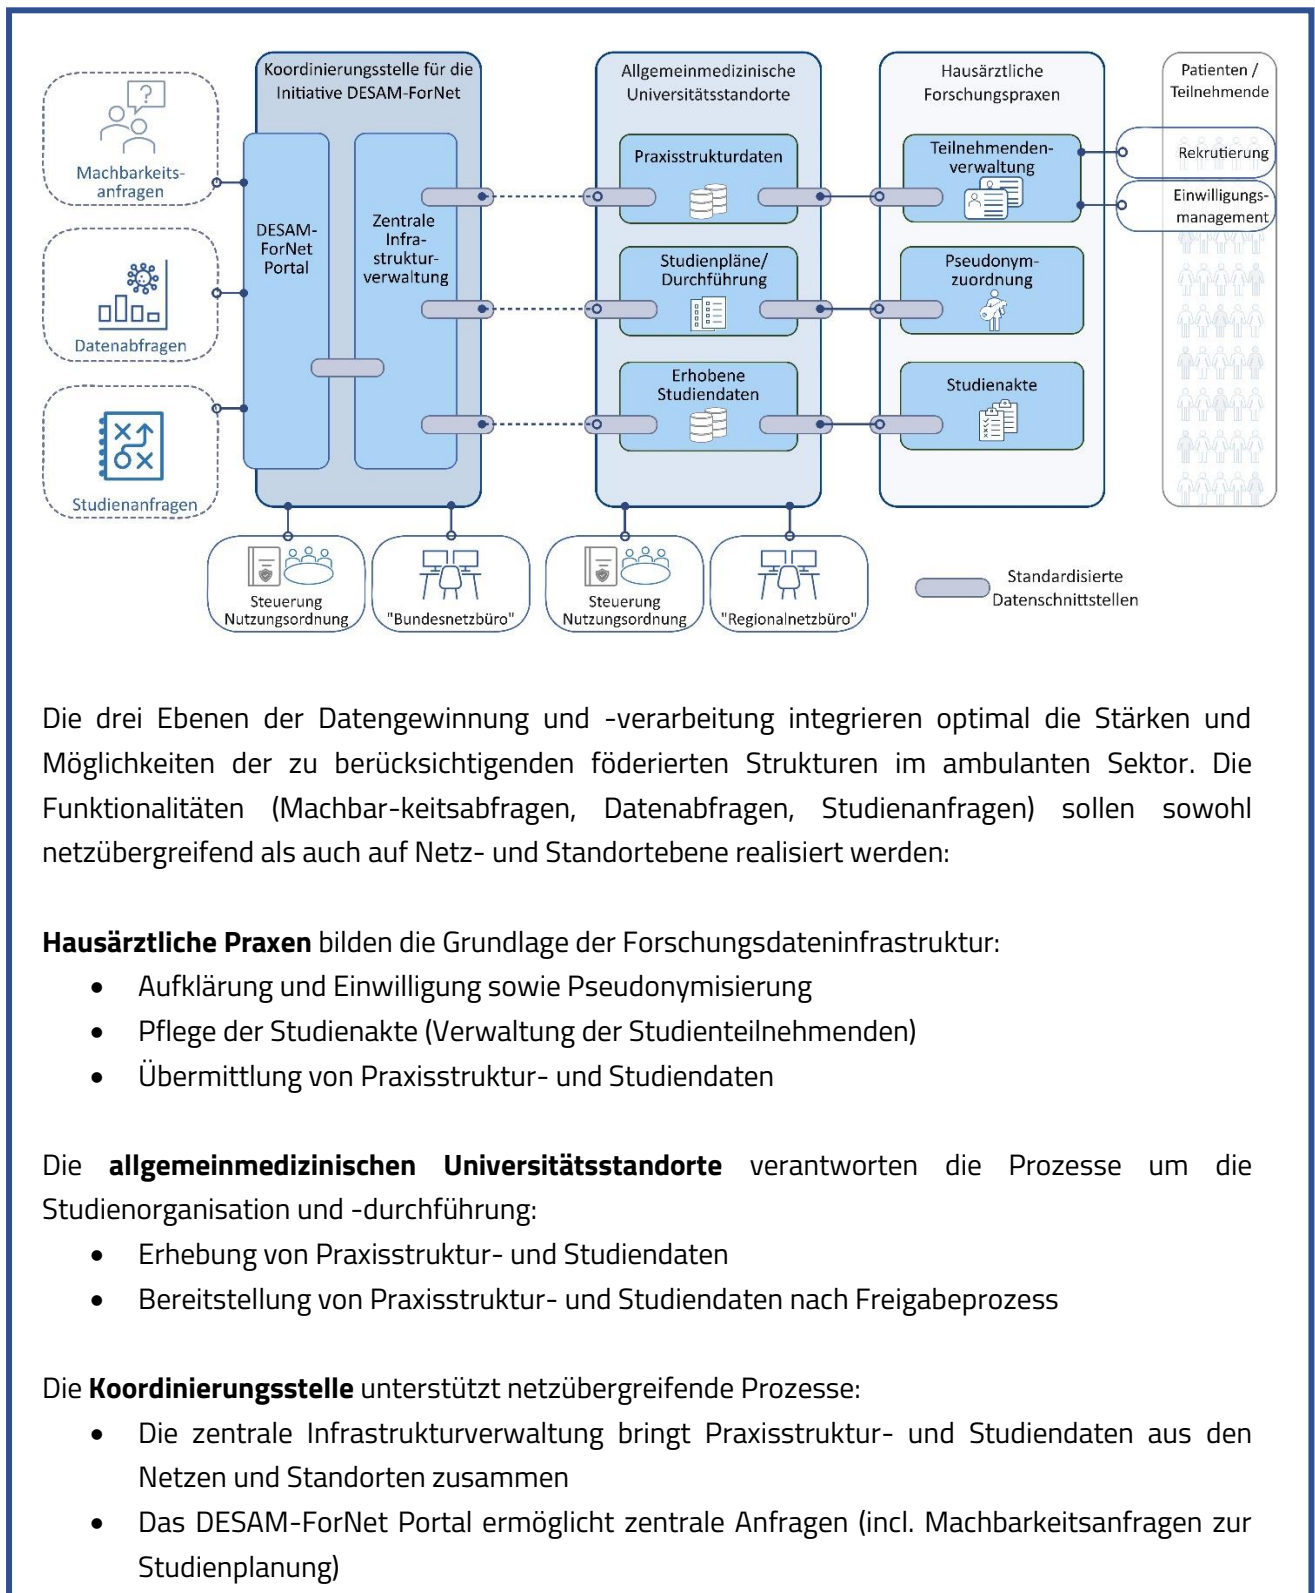 Koordinierungsstelle für die
Initiative DESAM-ForNet
Allgemeinmedizinische
Universitätsstandorte
Hausärztliche
Forschungspraxen
Patienten /
Teilnehmende
?
Machbarkeits-
anfragen
Datenabfragen
Studienanfragen
DESAM-
ForNet
Portal
Zentrale
Infra-
struktur-
verwaltung
Praxisstrukturdaten
Studienpläne/
Durchführung
Erhobene
Studiendaten
Teilnehmenden-
verwaltung
Pseudonym-
zuordnung
Studienakte
Rekrutierung
Einwilligungs-
management
Steuerung
Nutzungsordnung
"Bundesnetzbüro"
Steuerung
Nutzungsordnung
"Regionalnetzbüro"
Standardisierte
Datenschnittstellen
Die drei Ebenen der Datengewinnung und -verarbeitung integrieren optimal die Stärken und
Möglichkeiten der zu berücksichtigenden föderierten Strukturen im ambulanten Sektor. Die
Funktionalitäten (Machbar-keitsabfragen, Datenabfragen, Studienanfragen) sollen sowohl
netzübergreifend als auch auf Netz- und Standortebene realisiert werden:
Hausärztliche Praxen bilden die Grundlage der Forschungsdateninfrastruktur:
• Aufklärung und Einwilligung sowie Pseudonymisierung
• Pflege der Studienakte (Verwaltung der Studienteilnehmenden)
• Übermittlung von Praxisstruktur- und Studiendaten
Die allgemeinmedizinischen Universitätsstandorte verantworten die Prozesse um die
Studienorganisation und -durchführung:
• Erhebung von Praxisstruktur- und Studiendaten
• Bereitstellung von Praxisstruktur- und Studiendaten nach Freigabeprozess
Die Koordinierungsstelle unterstützt netzübergreifende Prozesse:
• Die zentrale Infrastrukturverwaltung bringt Praxisstruktur- und Studiendaten aus den
Netzen und Standorten zusammen
• Das DESAM-ForNet Portal ermöglicht zentrale Anfragen (incl. Machbarkeitsanfragen zur
Studienplanung)